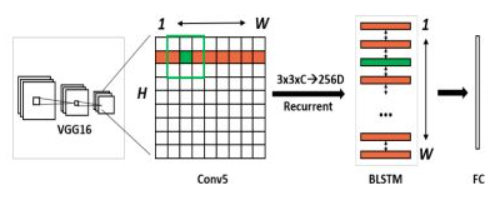 1
W
H
VGG16
Conv5
3x3xC→256D
Recurrent
1
...
W
BLSTM
FC